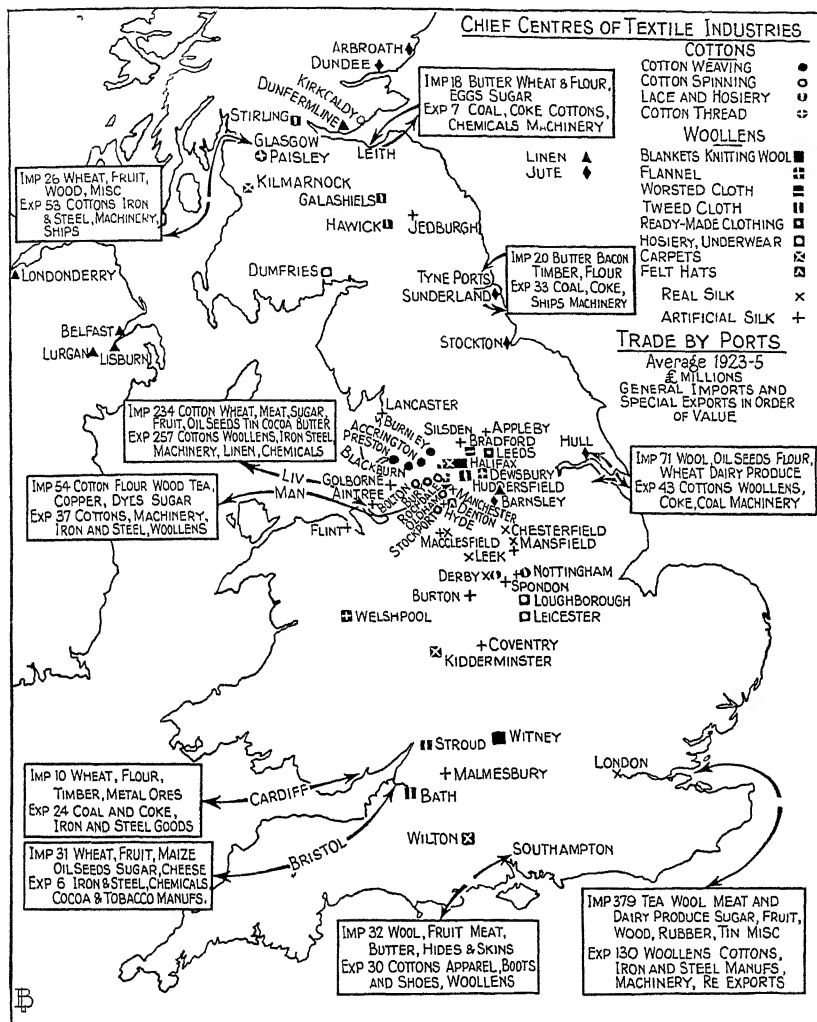 CHIEF CENTRES OF TEXTILE INDUSTRIES
COTTONS
COTTON WEAVING
COTTON SPINNING
LACE AND HOSIERY
COTTON THREAD
WOOLLENS
BLANKETS KNITTING WOOL
FLANNEL
WORSTED CLOTH
TWEED CLOTH
READY-MADE CLOTHING
HOSIERY, UNDERWEAR
CARPETS
FELT HATS
REAL SILK
ARTIFICIAL SILK
LINEN
JUTE
TRADE BY PORTS
Average 1923-5
£ MILLIONS
GENERAL IMPORTS AND
SPECIAL EXPORTS IN ORDER
OF VALUE
ARBROATH
DUNDEE
KIRKCALDY
DUNFERMLINE
STIRLING
GLASGOW
PAISLEY
LEITH
KILMARNOCK
GALASHIELS
HAWICK
JEDBURGH
DUMFRIES
LONDONDERRY
BELFAST
LURGAN
LISBURN
TYNE PORTS
SUNDERLAND
STOCKTON
IMP 18 BUTTER WHEAT & FLOUR,
EGGS SUGAR
EXP 7 COAL, COKE COTTONS,
CHEMICALS MACHINERY
IMP 26 WHEAT, FRUIT,
WOOD, MISC
EXP 53 COTTONS IRON
& STEEL, MACHINERY,
SHIPS
IMP 20 BUTTER BACON
TIMBER, FLOUR
EXP 33 COAL, COKE,
SHIPS MACHINERY
IMP 234 COTTON WHEAT, MEAT, SUGAR,
FRUIT, OIL SEEDS TIN COCOA BUTTER
EXP 257 COTTONS WOOLLENS, IRON STEEL
MACHINERY, LINEN, CHEMICALS
IMP 54 COTTON FLOUR WOOD TEA,
COPPER, DYES SUGAR
EXP 37 COTTONS, MACHINERY,
IRON AND STEEL, WOOLLENS
LANCASTER
BURNLEY
ACCRINGTON
PRESTON
BLACKBURN
SILSDEN
APPLEBY
BRADFORD
LEEDS
HALIFAX
DEWSBURY
HUDDERSFIELD
BARNSLEY
HULL
LIV
MAN
GOLBORNE
AINTREE
BOLTON
BURY
ROCHDALE
OLDHAM
STOCKPORT
MANCHESTER
DENTON
HYDE
FLINT
MACCLESFIELD
CHESTERFIELD
MANSFIELD
LEEK
DERBY
NOTTINGHAM
SPONDON
BURTON
LOUGHBOROUGH
LEICESTER
WELSHPOOL
COVENTRY
KIDDERMINSTER
IMP 71 WOOL, OIL SEEDS FLOUR,
WHEAT DAIRY PRODUCE
EXP 43 COTTONS WOOLLENS,
COKE, COAL MACHINERY
STROUD
WITNEY
MALMESBURY
BATH
WILTON
LONDON
CARDIFF
BRISTOL
SOUTHAMPTON
IMP 10 WHEAT, FLOUR,
TIMBER, METAL ORES
EXP 24 COAL AND COKE,
IRON AND STEEL GOODS
IMP 31 WHEAT, FRUIT, MAIZE
OILSEEDS SUGAR, CHEESE
EXP 6 IRON & STEEL, CHEMICALS
COCOA & TOBACCO MANUFS.
IMP 32 WOOL, FRUIT MEAT,
BUTTER, HIDES & SKINS
EXP 30 COTTONS APPAREL, BOOTS
AND SHOES, WOOLLENS
IMP 379 TEA WOOL MEAT AND
DAIRY PRODUCE SUGAR, FRUIT,
WOOD, RUBBER, TIN MISC
EXP 130 WOOLLENS COTTONS,
IRON AND STEEL MANUFS,
MACHINERY, RE EXPORTS